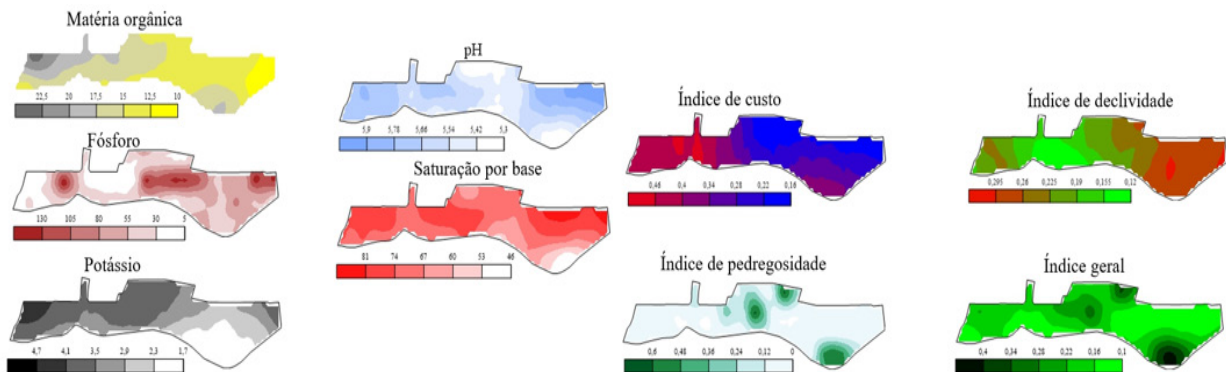 Matéria orgânica
22,5 20 17,5 15 12,5 10
Fósforo
130 105 80 55 30 5
Potássio
4,7 4,1 3,5 2,9 2,3 1,7
pH
5,9 5,78 5,66 5,54 5,42 5,3
Saturação por base
81 74 67 60 53 46
Índice de custo
0,46 0,4 0,34 0,28 0,22 0,16
Índice de pedregosidade
0,6 0,48 0,36 0,24 0,12 0
Índice de declividade
0,295 0,26 0,225 0,19 0,155 0,12
Índice geral
0,4 0,34 0,28 0,22 0,16 0,1